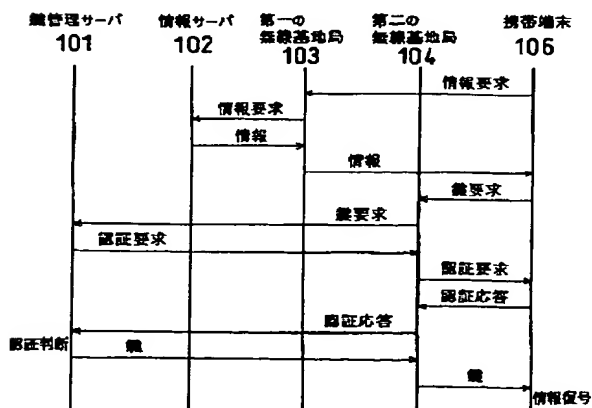 鍵管理サーバ
101
情報サーバ
102
第一の
無線基地局
103
第二の
無線基地局
104
携帯端末
106
情報要求
情報要求
情報
情報
鍵要求
鍵要求
認証要求
認証要求
認証応答
認証応答
認証判断
鍵
鍵
情報復号